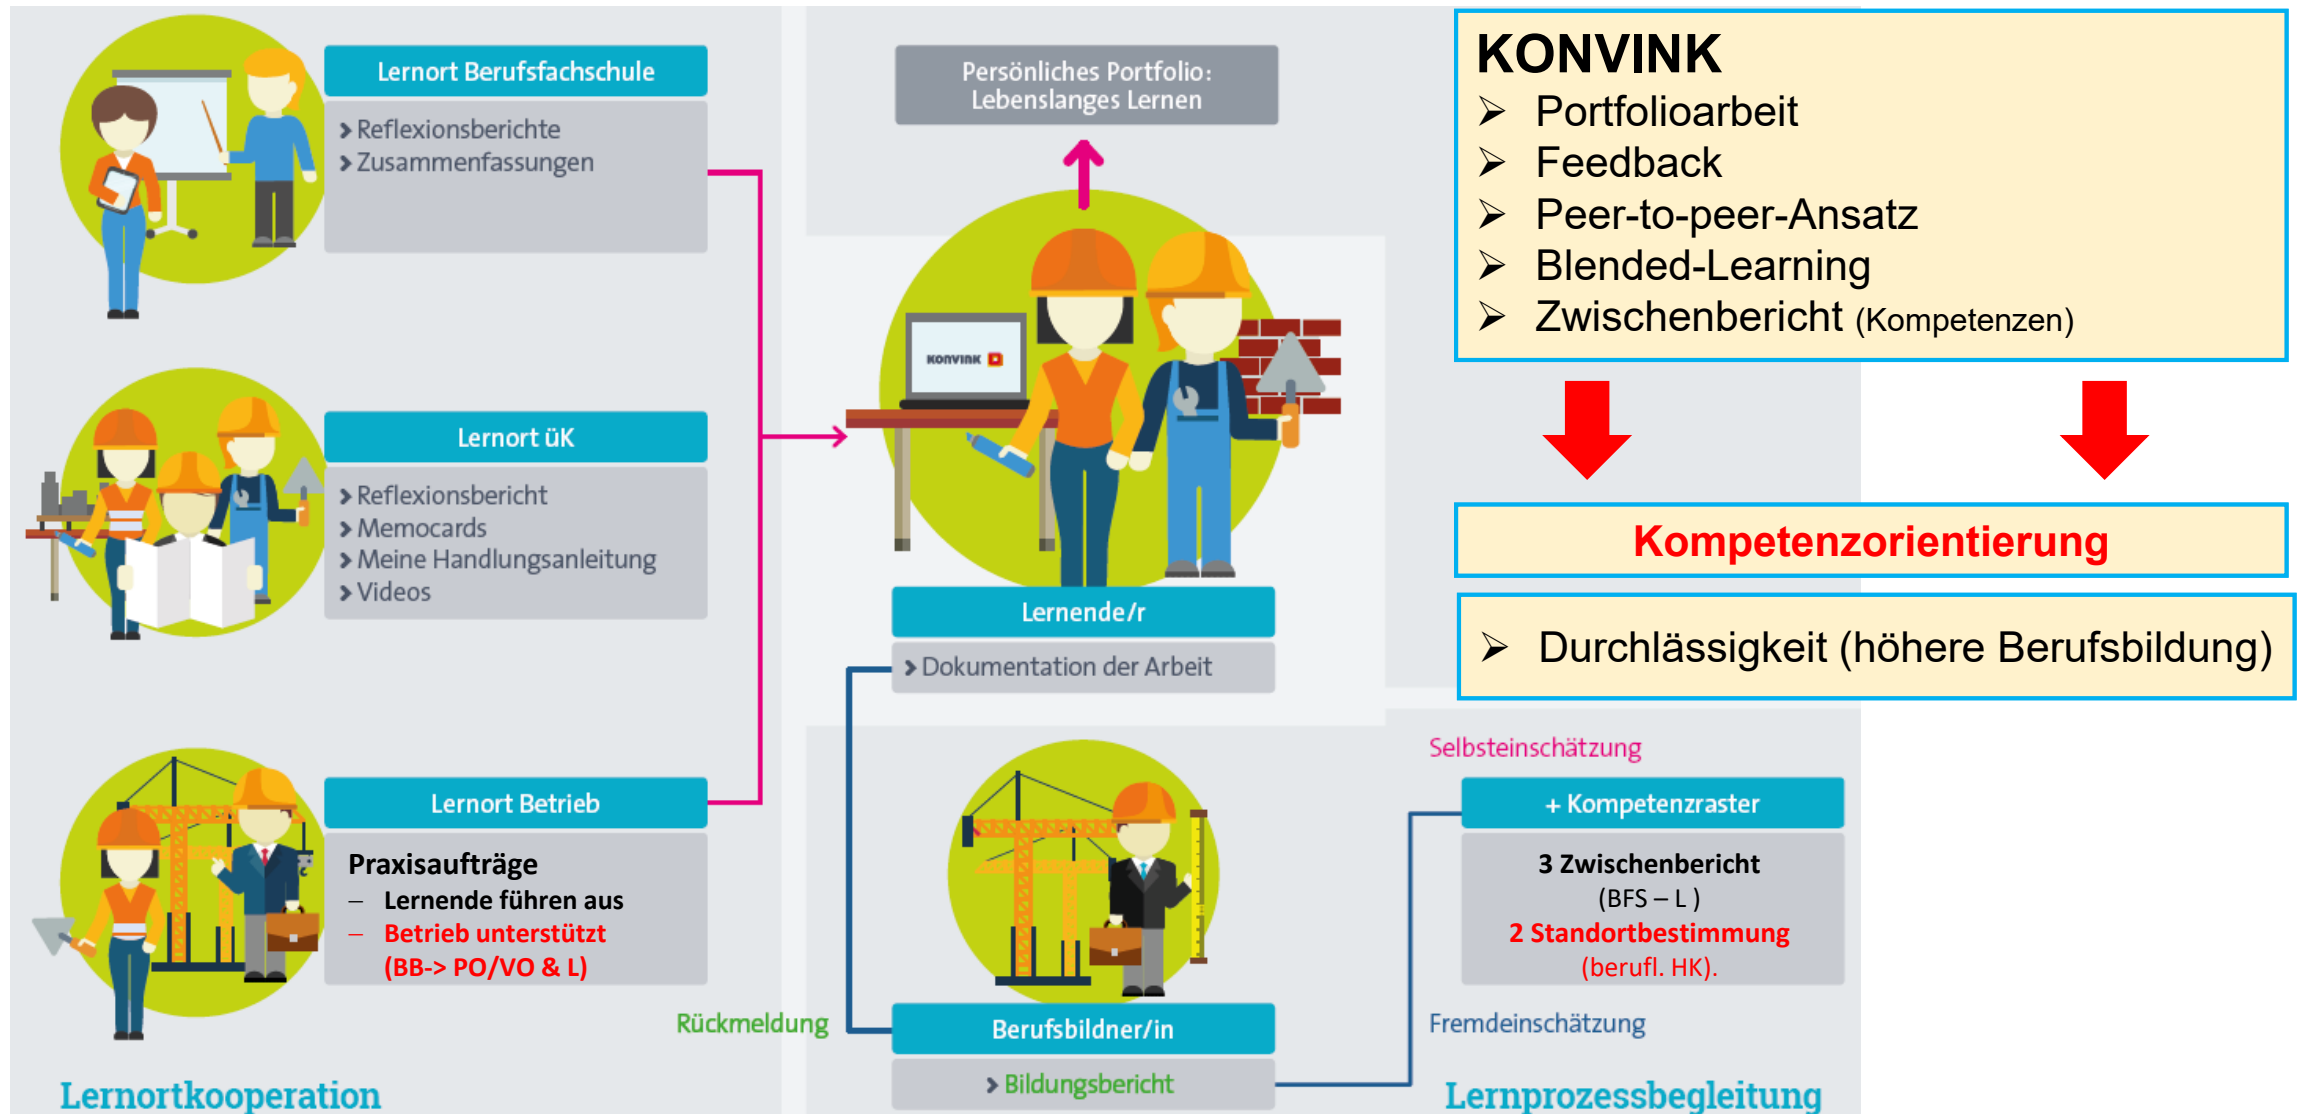 Lernort Berufsfachschule
> Reflexionsberichte
> Zusammenfassungen
Lernort üK
> Reflexionsbericht
> Memocards
> Meine Handlungsanleitung
> Videos
Lernort Betrieb
Praxisaufträge
– Lernende führen aus
– Betrieb unterstützt
(BB-> PO/VO & L)
Lernortkooperation
Persönliches Portfolio:
Lebenslanges Lernen
KONVINK
Lernende/r
> Dokumentation der Arbeit
Rückmeldung
Berufsbildner/in
> Bildungsbericht
KONVINK
➢ Portfolioarbeit
➢ Feedback
➢ Peer-to-peer-Ansatz
➢ Blended-Learning
➢ Zwischenbericht (Kompetenzen)
Kompetenzorientierung
➢ Durchlässigkeit (höhere Berufsbildung)
Selbsteinschätzung
+ Kompetenzraster
3 Zwischenbericht
(BFS – L )
2 Standortbestimmung
(berufl. HK).
Fremdeinschätzung
Lernprozessbegleitung